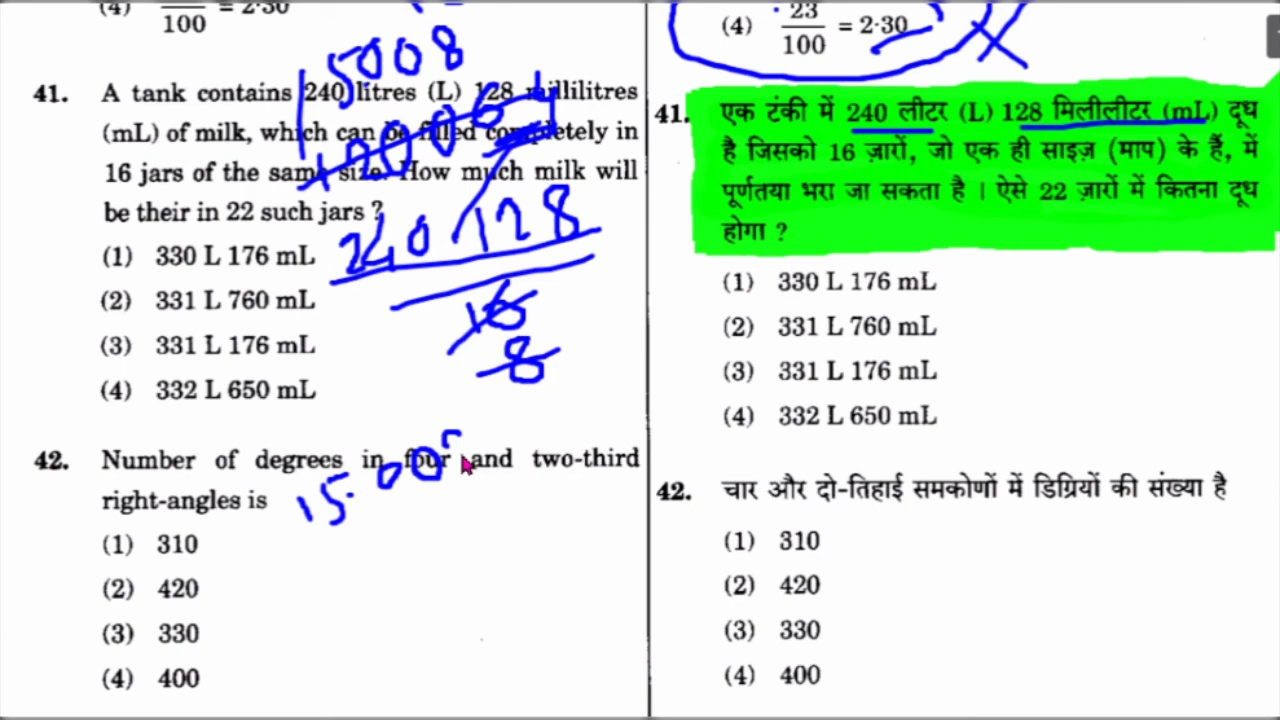 (4) /100 = 2·30
41. A tank contains 240 litres (L) 128 millilitres
(mL) of milk, which can be filled completely in
16 jars of the same size. How much milk will
be their in 22 such jars ?
(1) 330 L 176 mL
(2) 331 L 760 mL
(3) 331 L 176 mL
(4) 332 L 650 mL
15008
240128
16
8
42. Number of degrees in four and two-third
right-angles is
15.00
(1) 310
(2) 420
(3) 330
(4) 400
(4) 23/100 = 2·30
41. एक टंकी में 240 लीटर (L) 128 मिलीलीटर (mL) दूध
है जिसको 16 ज़ारों, जो एक ही साइज़ (माप) के हैं, में
पूर्णतया भरा जा सकता है । ऐसे 22 ज़ारों में कितना दूध
होगा ?
(1) 330 L 176 mL
(2) 331 L 760 mL
(3) 331 L 176 mL
(4) 332 L 650 mL
42. चार और दो-तिहाई समकोणों में डिग्रियों की संख्या है
(1) 310
(2) 420
(3) 330
(4) 400